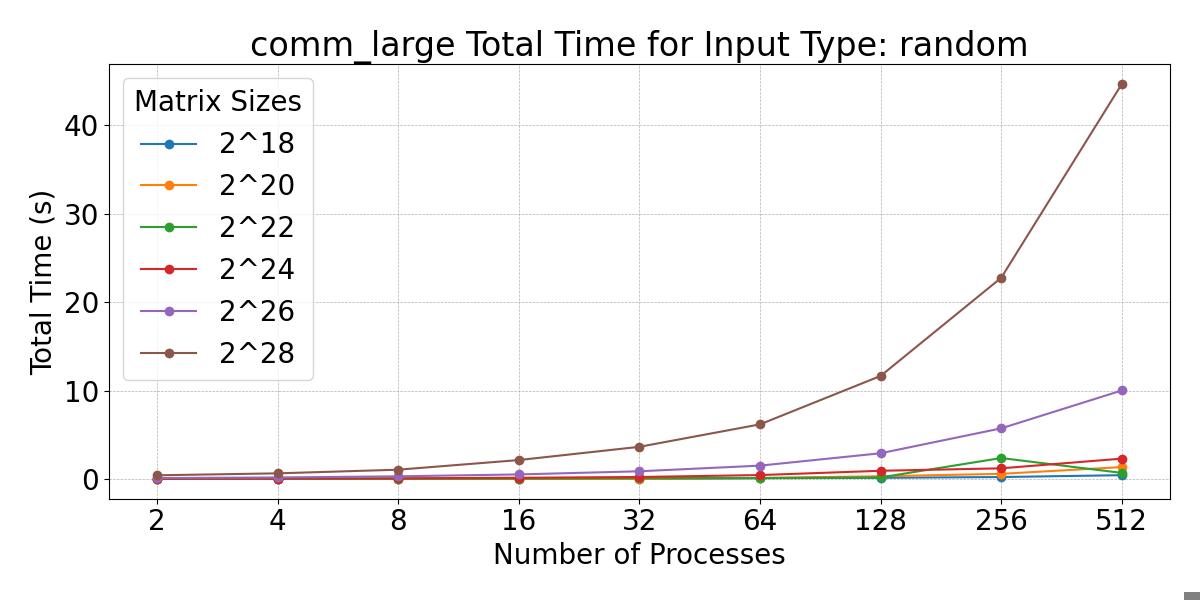 comm_large Total Time for Input Type: random
Matrix Sizes
2^18
2^20
2^22
2^24
2^26
2^28
Total Time (s)
40
30
20
10
0
2 4 8 16 32 64 128 256 512
Number of Processes